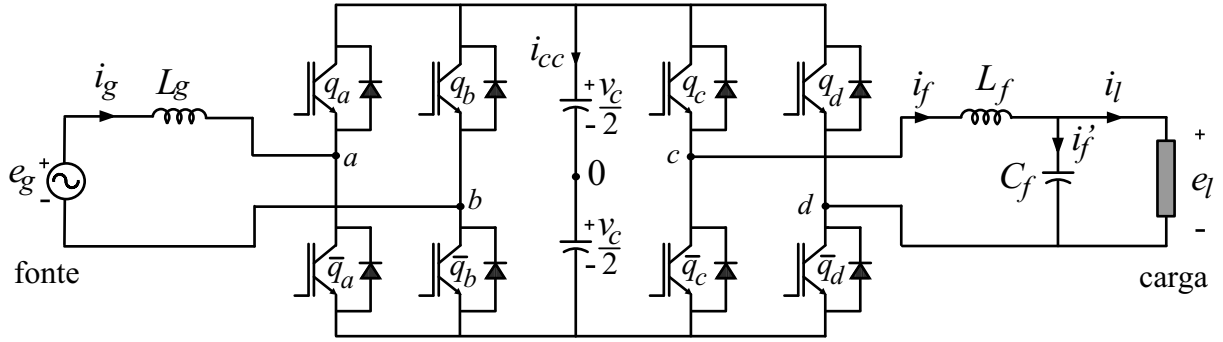 i_g
L_g
e_g
+
-
fonte
q_a
q_b
a
b
q̅_a
q̅_b
i_cc
+ v_c/2 -
0
+ v_c/2 -
q_c
q_d
c
d
q̅_c
q̅_d
i_f
L_f
i_l
i_f'
C_f
+
e_l
-
carga